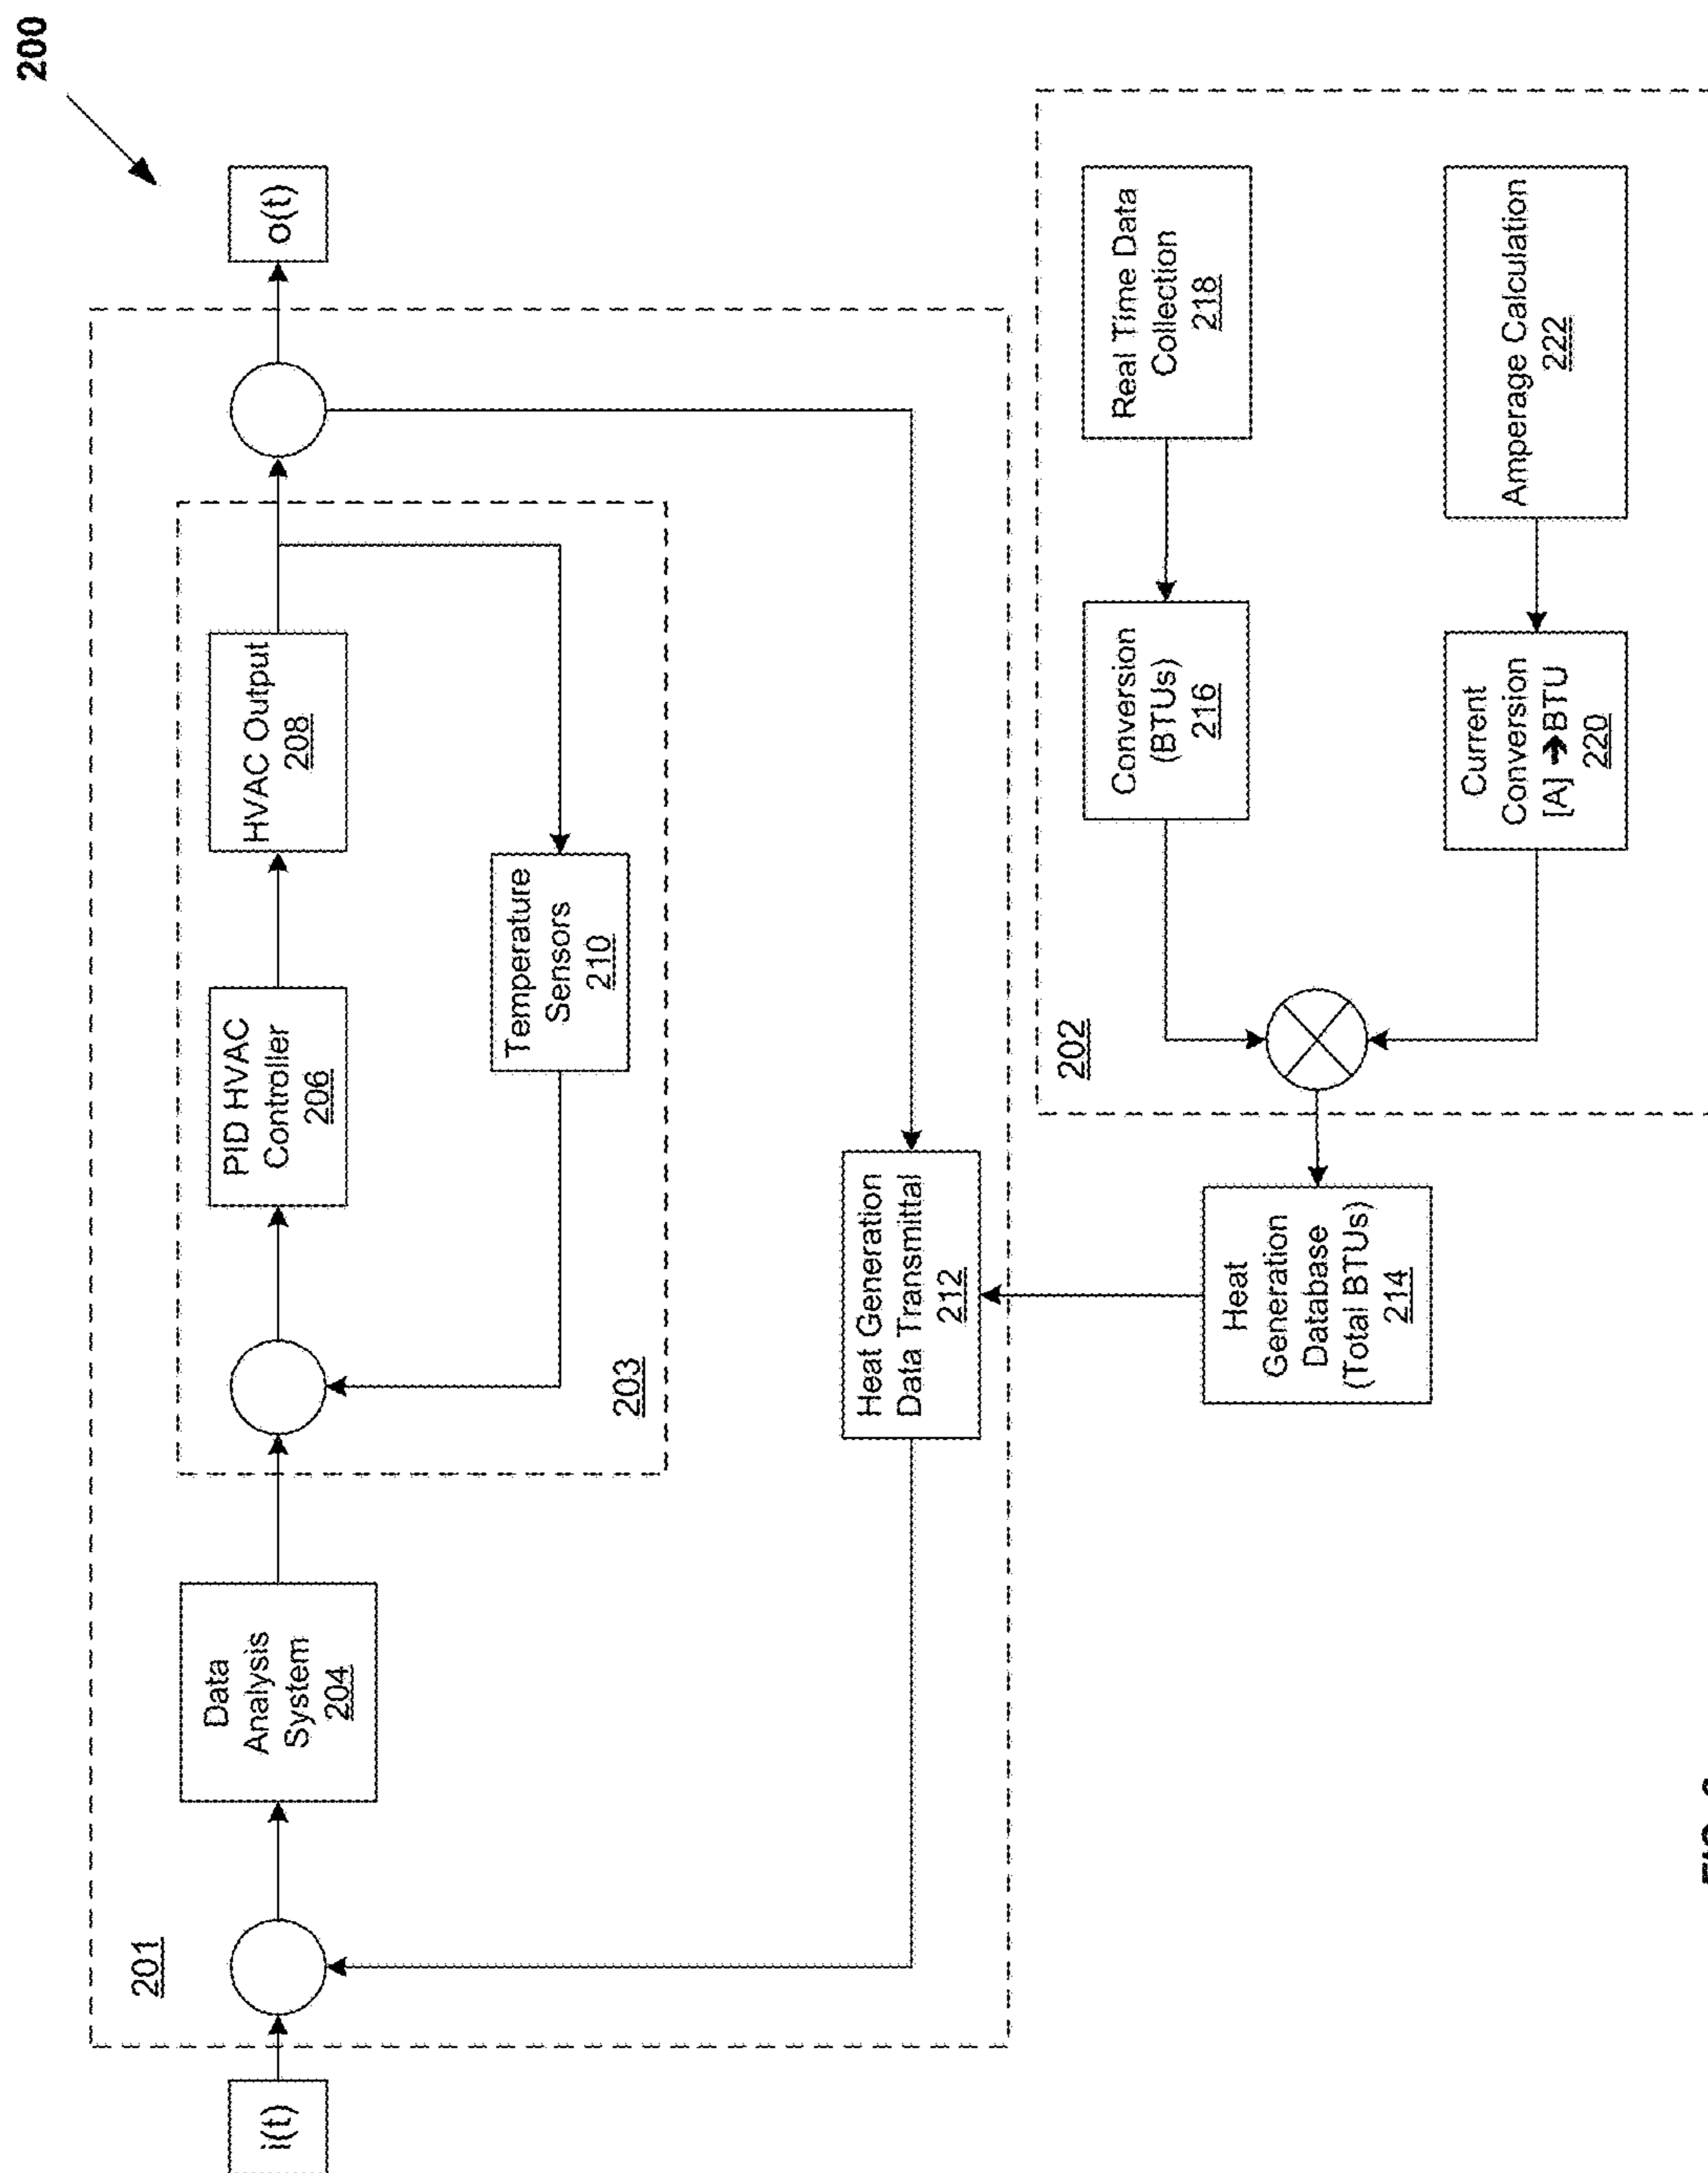 200
201
i(t)
Data
Analysis
System
204
PID HVAC
Controller
206
HVAC Output
208
o(t)
Temperature
Sensors
210
203
Heat Generation
Data Transmittal
212
202
Conversion
(BTUs)
216
Real Time Data
Collection
218
Heat
Generation
Database
(Total BTUs)
214
Current
Conversion
[A] ➔BTU
220
Amperage Calculation
222